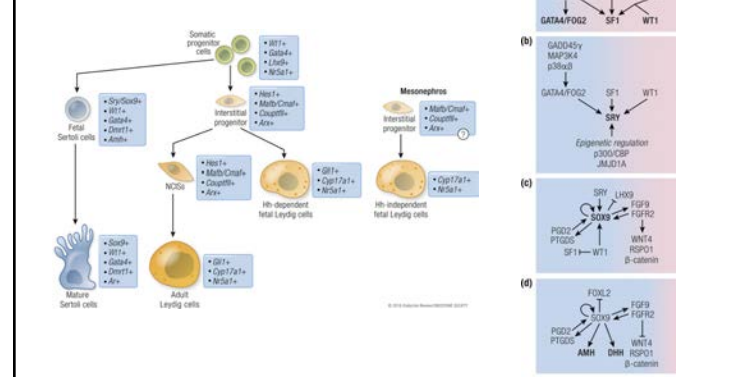 Somatic
progenitor
cells
• Wt1+
• Gata4+
• Lhx9+
• Nr5a1+
Fetal
Sertoli cells
• Sry/Sox9+
• Wt1+
• Gata4+
• Dmrt1+
• Amh+
Interstitial
progenitor
• Hes1+
• Mafb/Cmaf+
• Couptfii+
• Arx+
Mesonephros
Interstitial
progenitor
• Mafb/Cmaf+
• Couptfii+
• Arx+
?
NCISs
• Hes1+
• Mafb/Cmaf+
• Couptfii+
• Arx+
Hh-dependent
fetal Leydig cells
• Gli1+
• Cyp17a1+
• Nr5a1+
Hh-independent
fetal Leydig cells
• Cyp17a1+
• Nr5a1+
Mature
Sertoli cells
• Sox9+
• Wt1+
• Gata4+
• Dmrt1+
• Ar+
Adult
Leydig cells
• Gli1+
• Cyp17a1+
• Nr5a1+
GATA4/FOG2 SF1 WT1
(b)
GADD45γ
MAP3K4
p38αβ
GATA4/FOG2 SF1 WT1
SRY
Epigenetic regulation
p300/CBP
JMJD1A
(c)
SRY LHX9
SOX9 FGF9
FGFR2
PGD2
PTGDS
WNT4
SF1 WT1 RSPO1
β-catenin
(d)
FOXL2
SOX9 FGF9
FGFR2
PGD2
PTGDS
AMH DHH WNT4
RSPO1
β-catenin